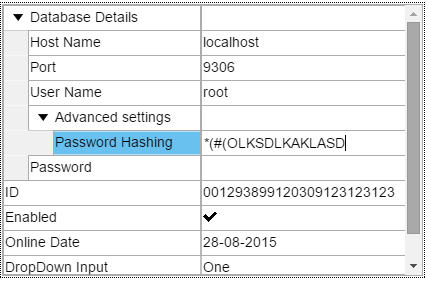 Database Details
Host Name localhost
Port 9306
User Name root
Advanced settings
Password Hashing *(#(OLKSDLKAKLASD
Password
ID 001293899120309123123123
Enabled
Online Date 28-08-2015
DropDown Input One